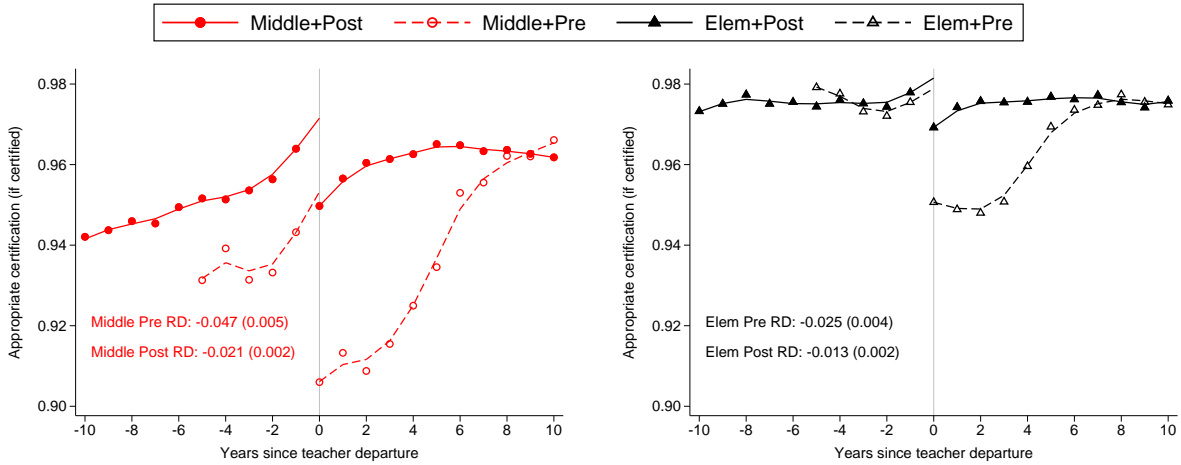 Middle+Post Middle+Pre Elem+Post Elem+Pre
Appropriate certification (if certified)
0.98
0.96
0.94
0.92
0.90
Middle Pre RD: -0.047 (0.005)
Middle Post RD: -0.021 (0.002)
-10 -8 -6 -4 -2 0 2 4 6 8 10
Years since teacher departure
Appropriate certification (if certified)
0.98
0.96
0.94
0.92
0.90
Elem Pre RD: -0.025 (0.004)
Elem Post RD: -0.013 (0.002)
-10 -8 -6 -4 -2 0 2 4 6 8 10
Years since teacher departure